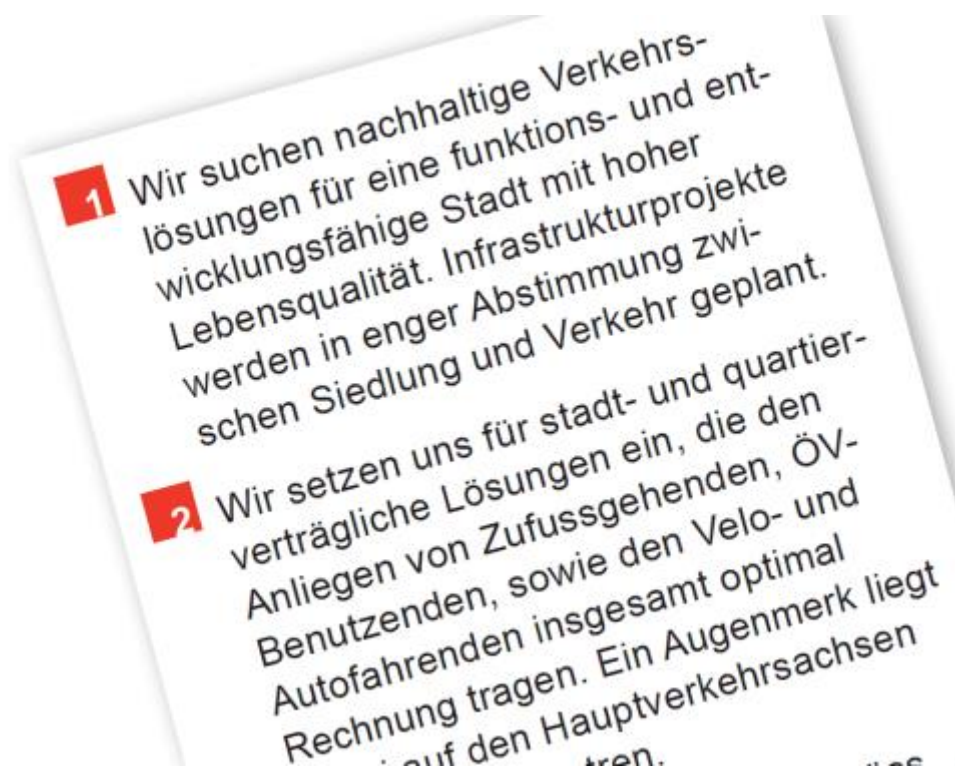 1 Wir suchen nachhaltige Verkehrs-
lösungen für eine funktions- und ent-
wicklungsfähige Stadt mit hoher
Lebensqualität. Infrastrukturprojekte
werden in enger Abstimmung zwi-
schen Siedlung und Verkehr geplant.
2 Wir setzen uns für stadt- und quartier-
verträgliche Lösungen ein, die den
Anliegen von Zufussgehenden, ÖV-
Benutzenden, sowie den Velo- und
Autofahrenden insgesamt optimal
Rechnung tragen. Ein Augenmerk liegt
auf den Hauptverkehrsachsen